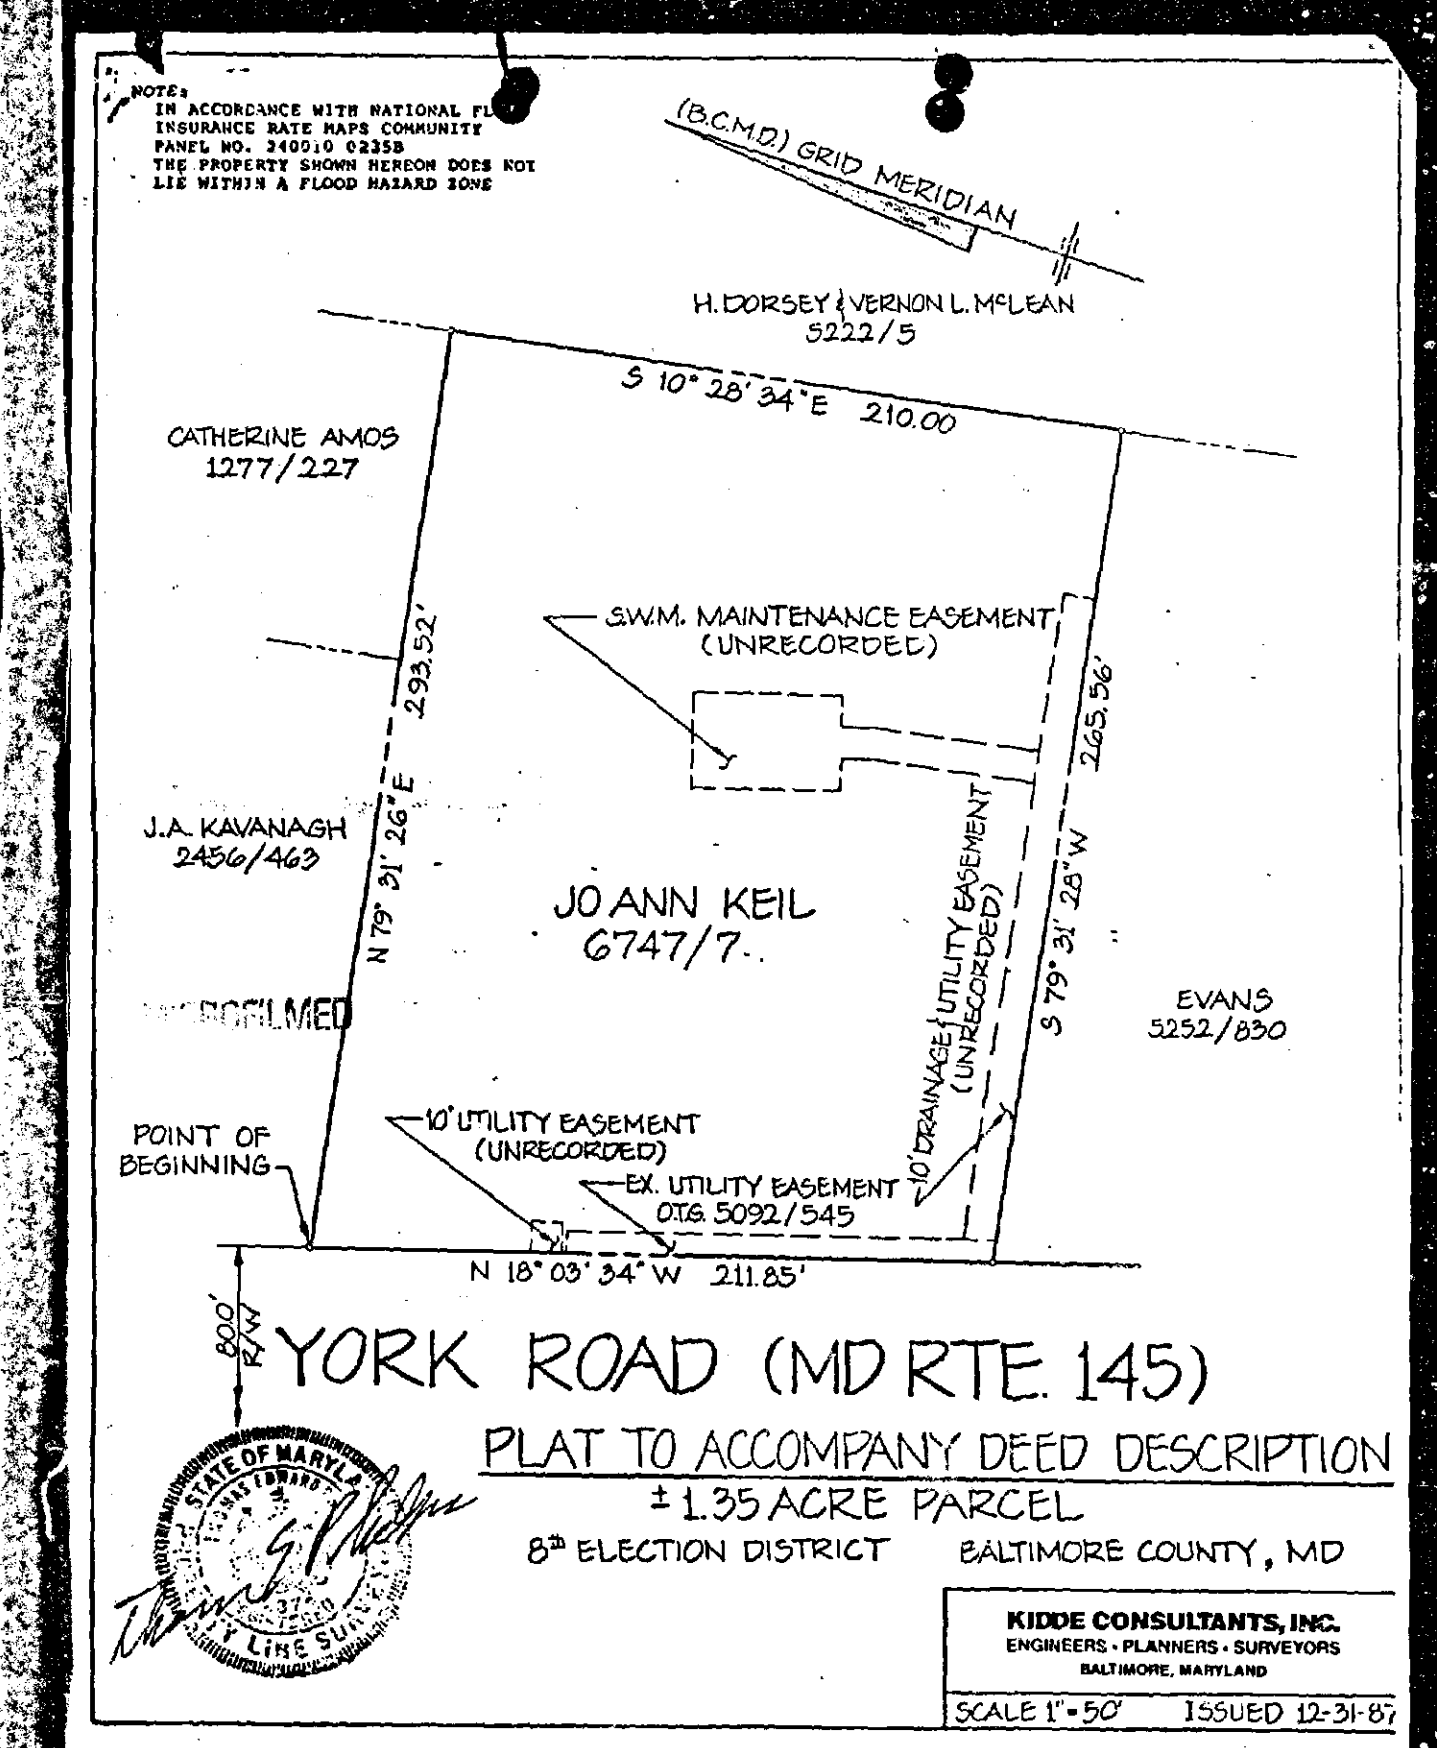 NOTE:
IN ACCORDANCE WITH NATIONAL
INSURANCE RATE MAPS COMMUNITY
PANEL NO. 240010 0235B
THE PROPERTY SHOWN HEREON DOES NOT
LIE WITHIN A FLOOD HAZARD ZONE
(B.C.M.D.) GRID MERIDIAN
H. DORSEY & VERNON L. McLEAN
5222/5
S 10° 28' 34" E 210.00
CATHERINE AMOS
1277/227
293.52'
N 79° 31' 26" E
S.W.M. MAINTENANCE EASEMENT
(UNRECORDED)
265.56'
S 79° 31' 28" W
J.A. KAVANAGH
2456/463
JO ANN KEIL
6747/7
10' DRAINAGE & UTILITY EASEMENT
(UNRECORDED)
EVANS
5252/830
POINT OF
BEGINNING
10' UTILITY EASEMENT
(UNRECORDED)
EX. UTILITY EASEMENT
O.T.G. 5092/545
N 18° 03' 34" W 211.85'
80.0'
R/W
YORK ROAD (MD RTE. 145)
PLAT TO ACCOMPANY DEED DESCRIPTION
± 1.35 ACRE PARCEL
8th ELECTION DISTRICT BALTIMORE COUNTY, MD
STATE OF MARYLA
THOMAS EDWARD
LINE SURVEY
KIDDE CONSULTANTS, INC.
ENGINEERS • PLANNERS • SURVEYORS
BALTIMORE, MARYLAND
SCALE 1"=50' ISSUED 12-31-87